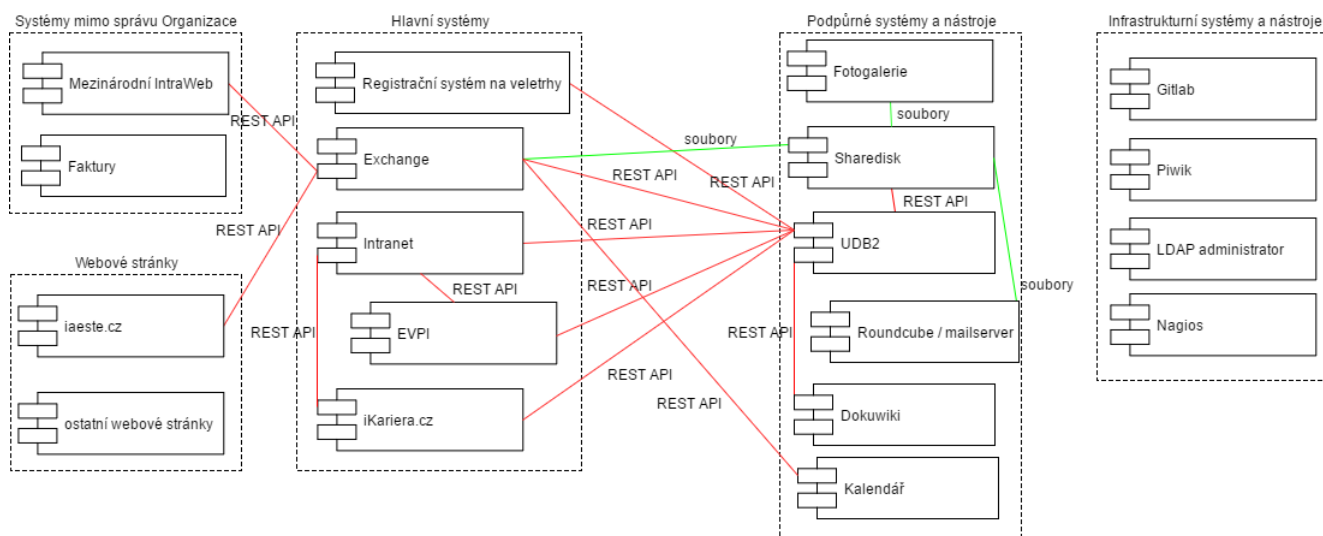 Systémy mimo správu Organizace
Mezinárodní IntraWeb
REST API
Faktury
REST API
Webové stránky
iaeste.cz
ostatní webové stránky
Hlavní systémy
Registrační systém na veletrhy
Exchange
Intranet
REST API
EVPI
REST API
iKariera.cz
soubory
REST API
REST API
REST API
REST API
REST API
REST API
Podpůrné systémy a nástroje
Fotogalerie
soubory
Sharedisk
REST API
UDB2
soubory
Roundcube / mailserver
REST API
Dokuwiki
Kalendář
Infrastrukturní systémy a nástroje
Gitlab
Piwik
LDAP administrator
Nagios